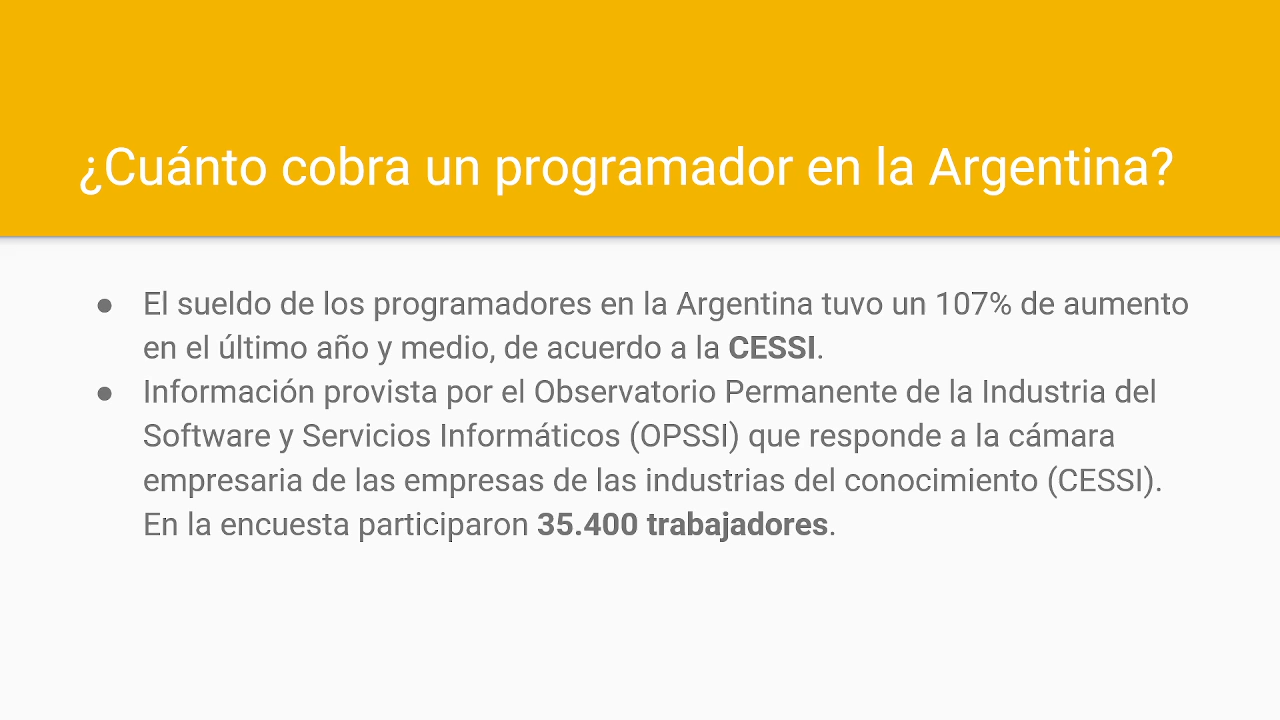 ¿Cuánto cobra un programador en la Argentina?
● El sueldo de los programadores en la Argentina tuvo un 107% de aumento
en el último año y medio, de acuerdo a la CESSI.
● Información provista por el Observatorio Permanente de la Industria del
Software y Servicios Informáticos (OPSSI) que responde a la cámara
empresaria de las empresas de las industrias del conocimiento (CESSI).
En la encuesta participaron 35.400 trabajadores.